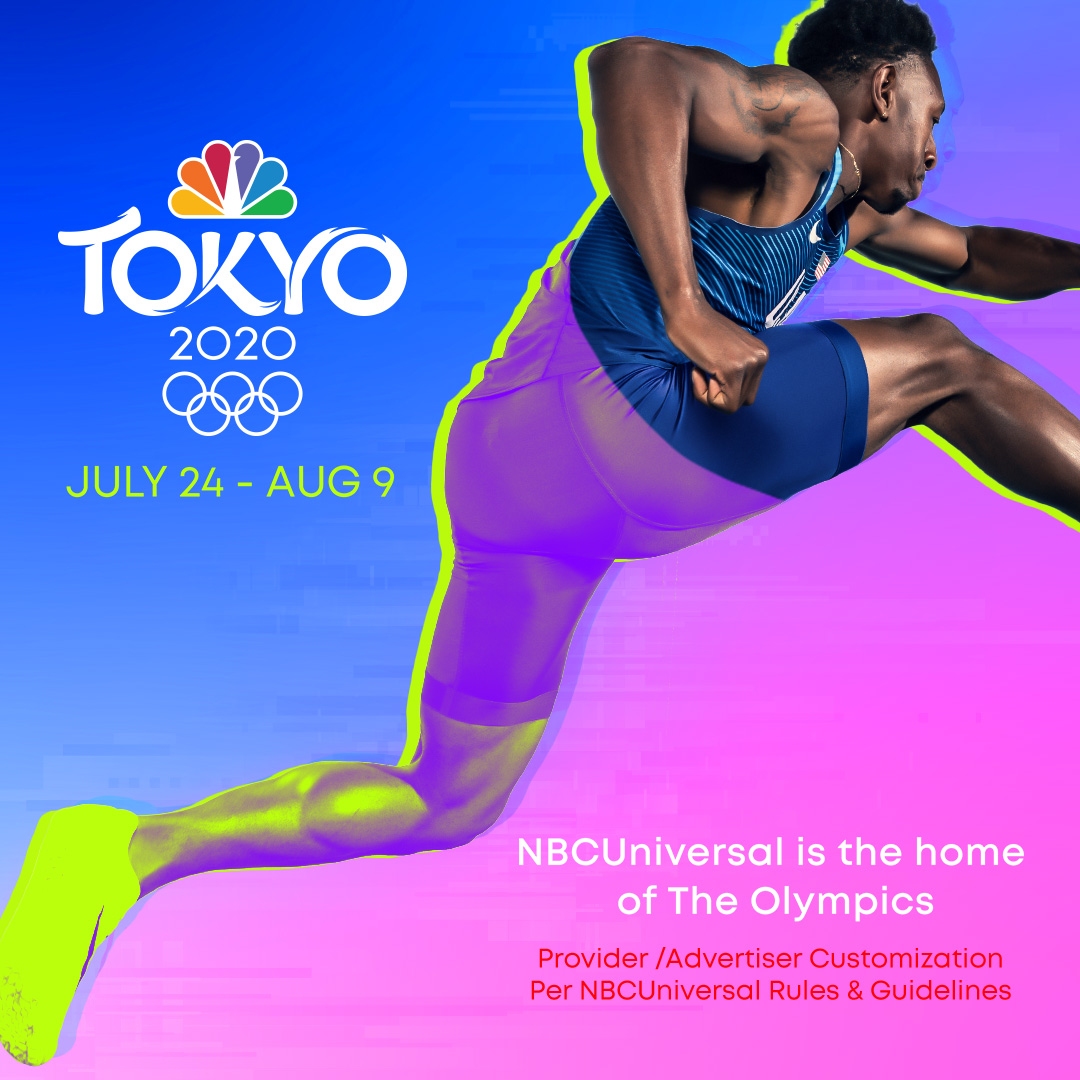 TOKYO
2020
JULY 24 - AUG 9
NBCUniversal is the home
of The Olympics
Provider /Advertiser Customization
Per NBCUniversal Rules & Guidelines